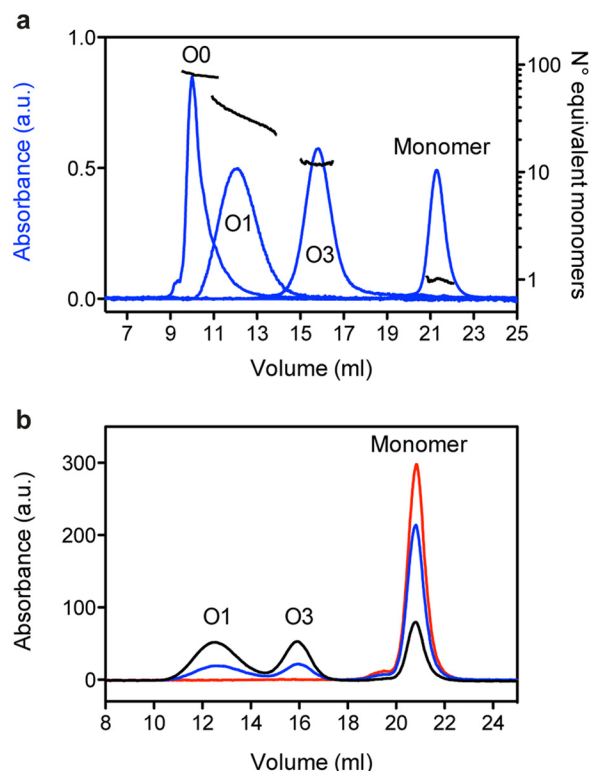 a
1.0
0.5
0.0
Absorbance (a.u.)
O0
O1
O3
Monomer
100
10
1
N° equivalent monomers
7 9 11 13 15 17 19 21 23 25
Volume (ml)
b
Monomer
300
200
100
0
Absorbance (a.u.)
O1 O3
8 10 12 14 16 18 20 22 24
Volume (ml)